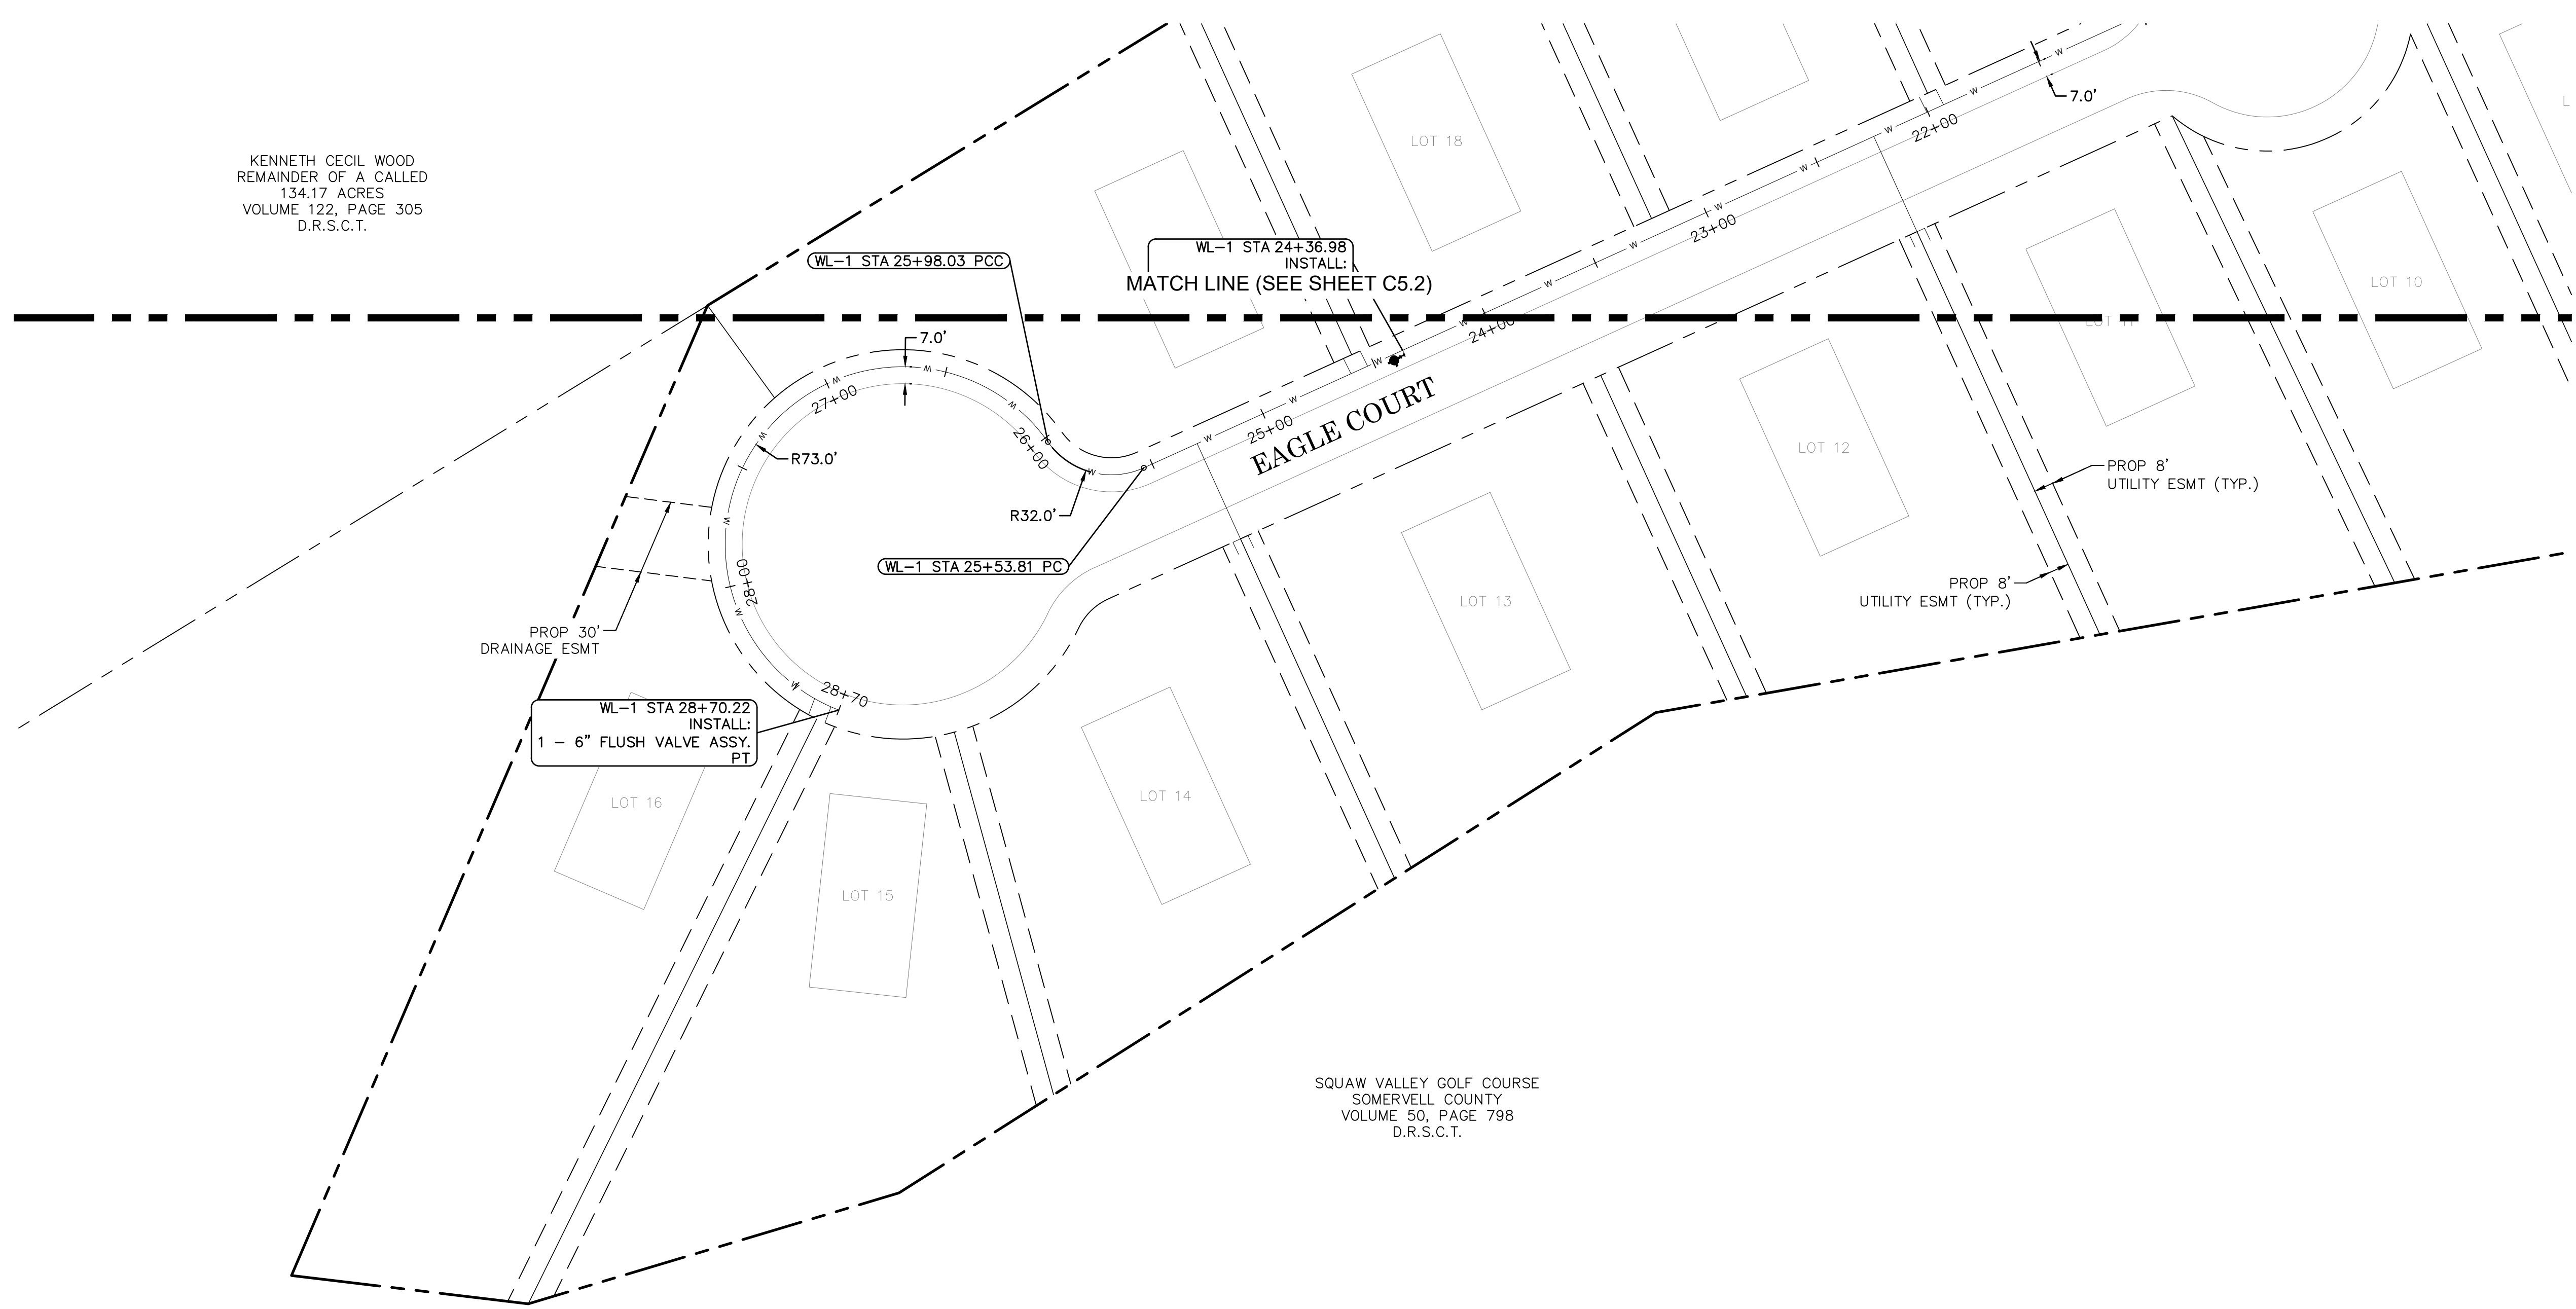 KENNETH CECIL WOOD
REMAINDER OF A CALLED
134.17 ACRES
VOLUME 122, PAGE 305
D.R.S.C.T.
LOT 18
7.0'
22+00
23+00
24+00
25+00
26+00
27+00
28+00
28+70
WL-1 STA 25+98.03 PCC
WL-1 STA 24+36.98
INSTALL:
MATCH LINE (SEE SHEET C5.2)
7.0'
R73.0'
R32.0'
EAGLE COURT
WL-1 STA 25+53.81 PC
LOT 10
LOT 11
LOT 12
LOT 13
LOT 14
LOT 15
LOT 16
PROP 8'
UTILITY ESMT (TYP.)
PROP 8'
UTILITY ESMT (TYP.)
PROP 30'
DRAINAGE ESMT
WL-1 STA 28+70.22
INSTALL:
1 - 6" FLUSH VALVE ASSY.
PT
SQUAW VALLEY GOLF COURSE
SOMERVELL COUNTY
VOLUME 50, PAGE 798
D.R.S.C.T.